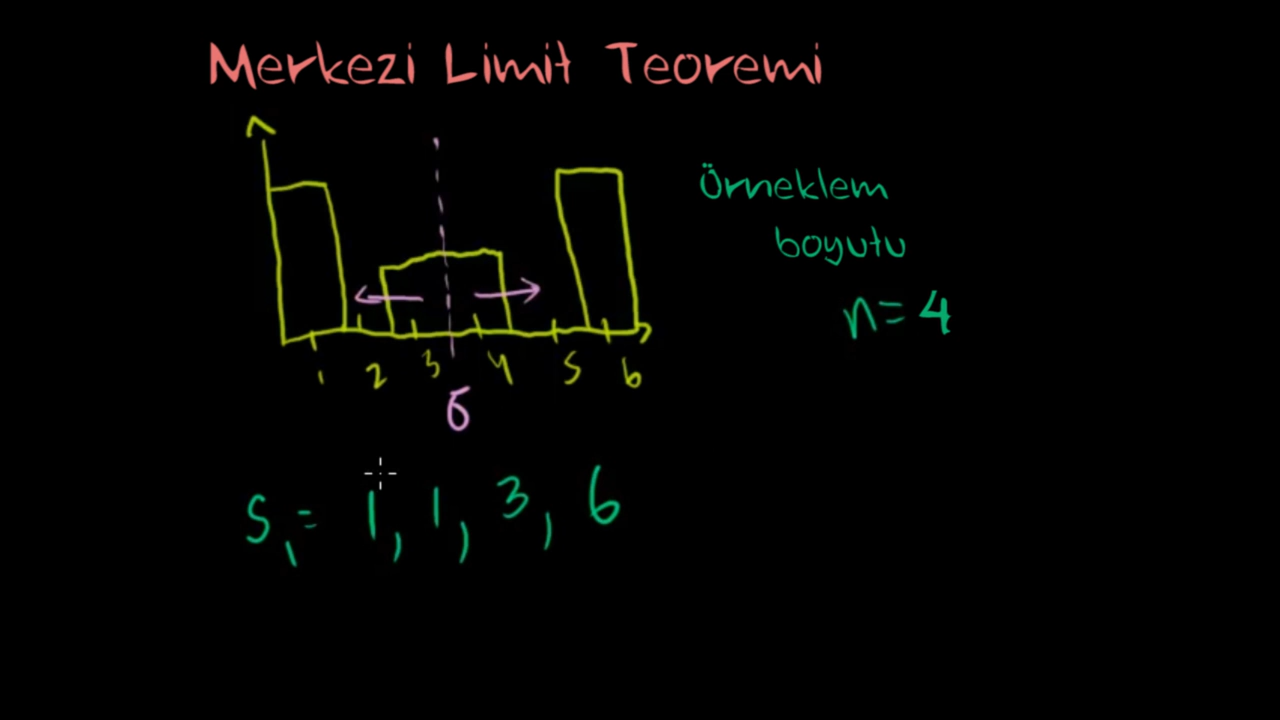 Merkezi Limit Teoremi
Örneklem
boyutu
n=4
1 2 3 4 5 6
σ
S₁= 1, 1, 3, 6